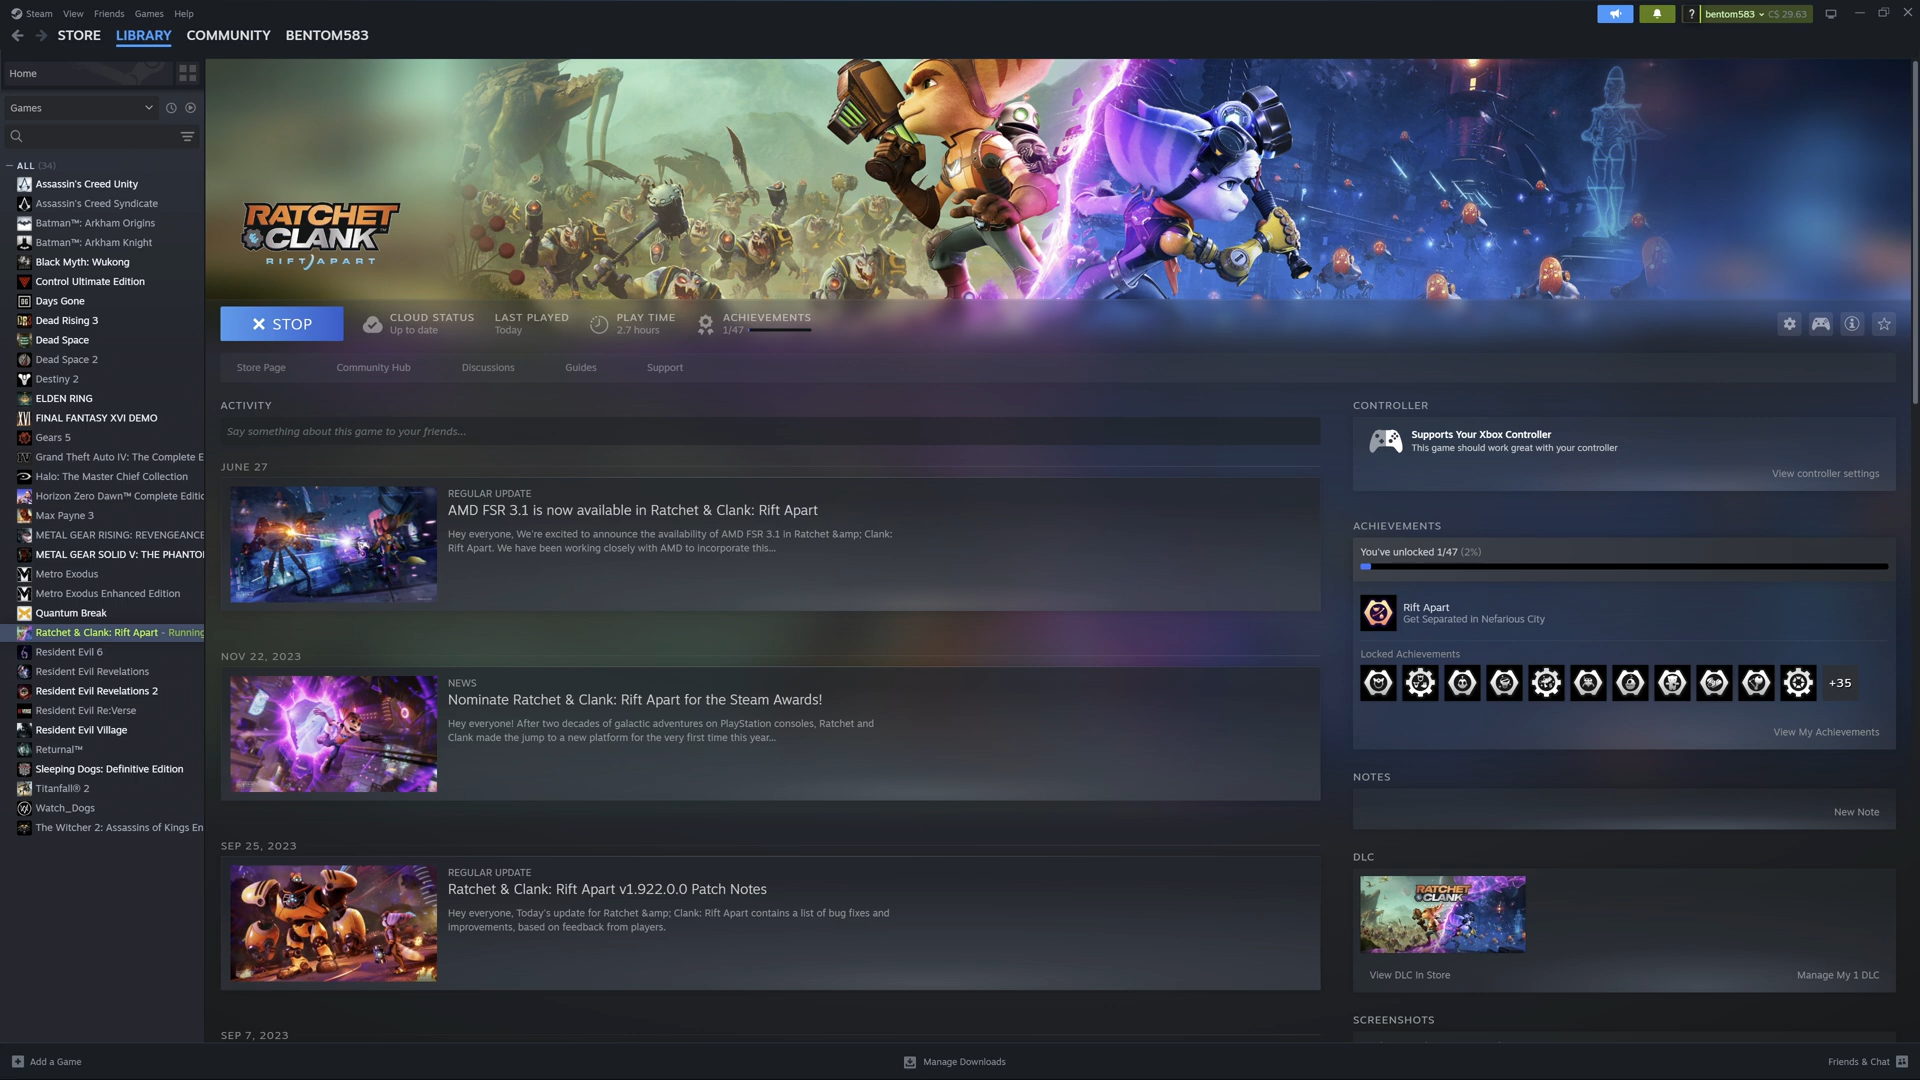 Steam View Friends Games Help
? bentom583 C$ 29.63
STORE LIBRARY COMMUNITY BENTOM583
Home
Games
ALL (34)
Assassin's Creed Unity
Assassin's Creed Syndicate
Batman™: Arkham Origins
Batman™: Arkham Knight
Black Myth: Wukong
Control Ultimate Edition
Days Gone
Dead Rising 3
Dead Space
Dead Space 2
Destiny 2
ELDEN RING
FINAL FANTASY XVI DEMO
Gears 5
Grand Theft Auto IV: The Complete E
Halo: The Master Chief Collection
Horizon Zero Dawn™ Complete Editio
Max Payne 3
METAL GEAR RISING: REVENGEANCE
METAL GEAR SOLID V: THE PHANTO
Metro Exodus
Metro Exodus Enhanced Edition
Quantum Break
Ratchet & Clank: Rift Apart - Running
Resident Evil 6
Resident Evil Revelations
Resident Evil Revelations 2
Resident Evil Re:Verse
Resident Evil Village
Returnal™
Sleeping Dogs: Definitive Edition
Titanfall® 2
Watch_Dogs
The Witcher 2: Assassins of Kings En
RATCHET
CLANK™
RIFT APART
STOP
CLOUD STATUS
Up to date
LAST PLAYED
Today
PLAY TIME
2.7 hours
ACHIEVEMENTS
1/47
Store Page Community Hub Discussions Guides Support
ACTIVITY
Say something about this game to your friends...
JUNE 27
REGULAR UPDATE
AMD FSR 3.1 is now available in Ratchet & Clank: Rift Apart
Hey everyone, We're excited to announce the availability of AMD FSR 3.1 in Ratchet &amp; Clank:
Rift Apart. We have been working closely with AMD to incorporate this...
NOV 22, 2023
NEWS
Nominate Ratchet & Clank: Rift Apart for the Steam Awards!
Hey everyone! After two decades of galactic adventures on PlayStation consoles, Ratchet and
Clank made the jump to a new platform for the very first time this year...
SEP 25, 2023
REGULAR UPDATE
Ratchet & Clank: Rift Apart v1.922.0.0 Patch Notes
Hey everyone, Today's update for Ratchet &amp; Clank: Rift Apart contains a list of bug fixes and
improvements, based on feedback from players.
SEP 7, 2023
CONTROLLER
Supports Your Xbox Controller
This game should work great with your controller
View controller settings
ACHIEVEMENTS
You've unlocked 1/47 (2%)
Rift Apart
Get Separated in Nefarious City
Locked Achievements
+35
View My Achievements
NOTES
New Note
DLC
RATCHET
CLANK
View DLC In Store
Manage My 1 DLC
SCREENSHOTS
Add a Game
Manage Downloads
Friends & Chat